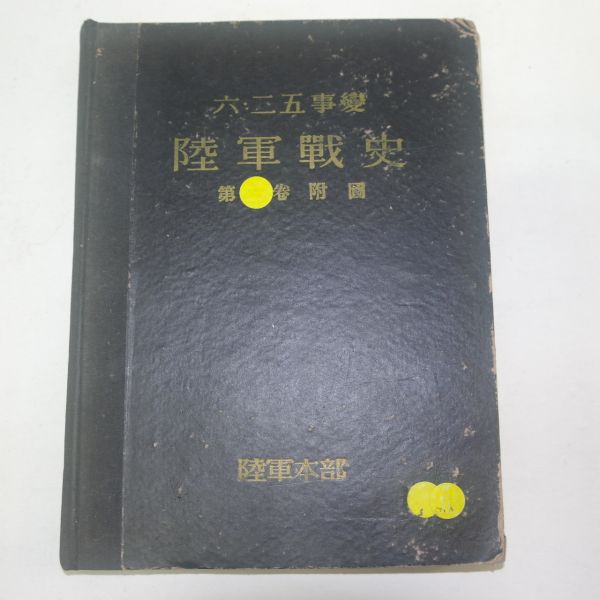 六·二五事變
陸軍戰史
第 卷附圖
陸軍本部